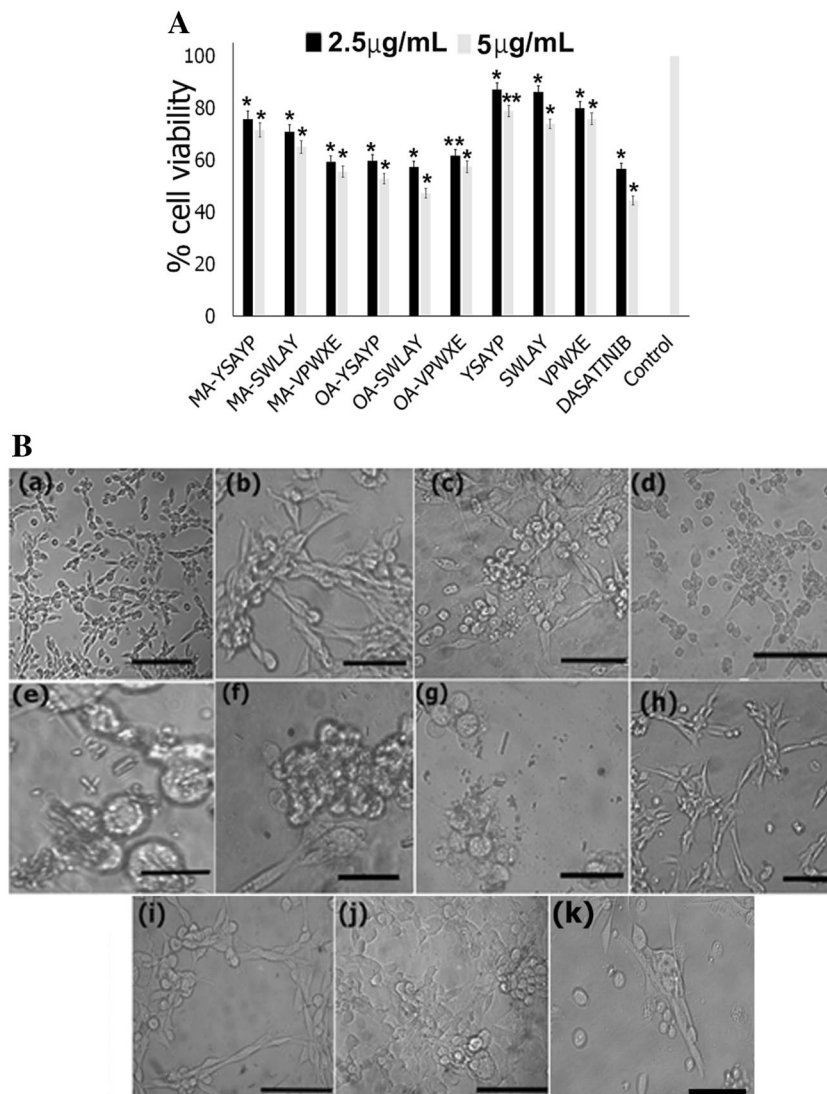 A
2.5µg/mL 5µg/mL
% cell viability
100
80
60
40
20
0
* * * * * * * * * * ** * * ** * * * * * *
MA-YSAYP
MA-SWLAY
MA-VPWXE
OA-YSAYP
OA-SWLAY
OA-VPWXE
YSAYP
SWLAY
VPWXE
DASATINIB
Control
B
(a) (b) (c) (d)
(e) (f) (g) (h)
(i) (j) (k)